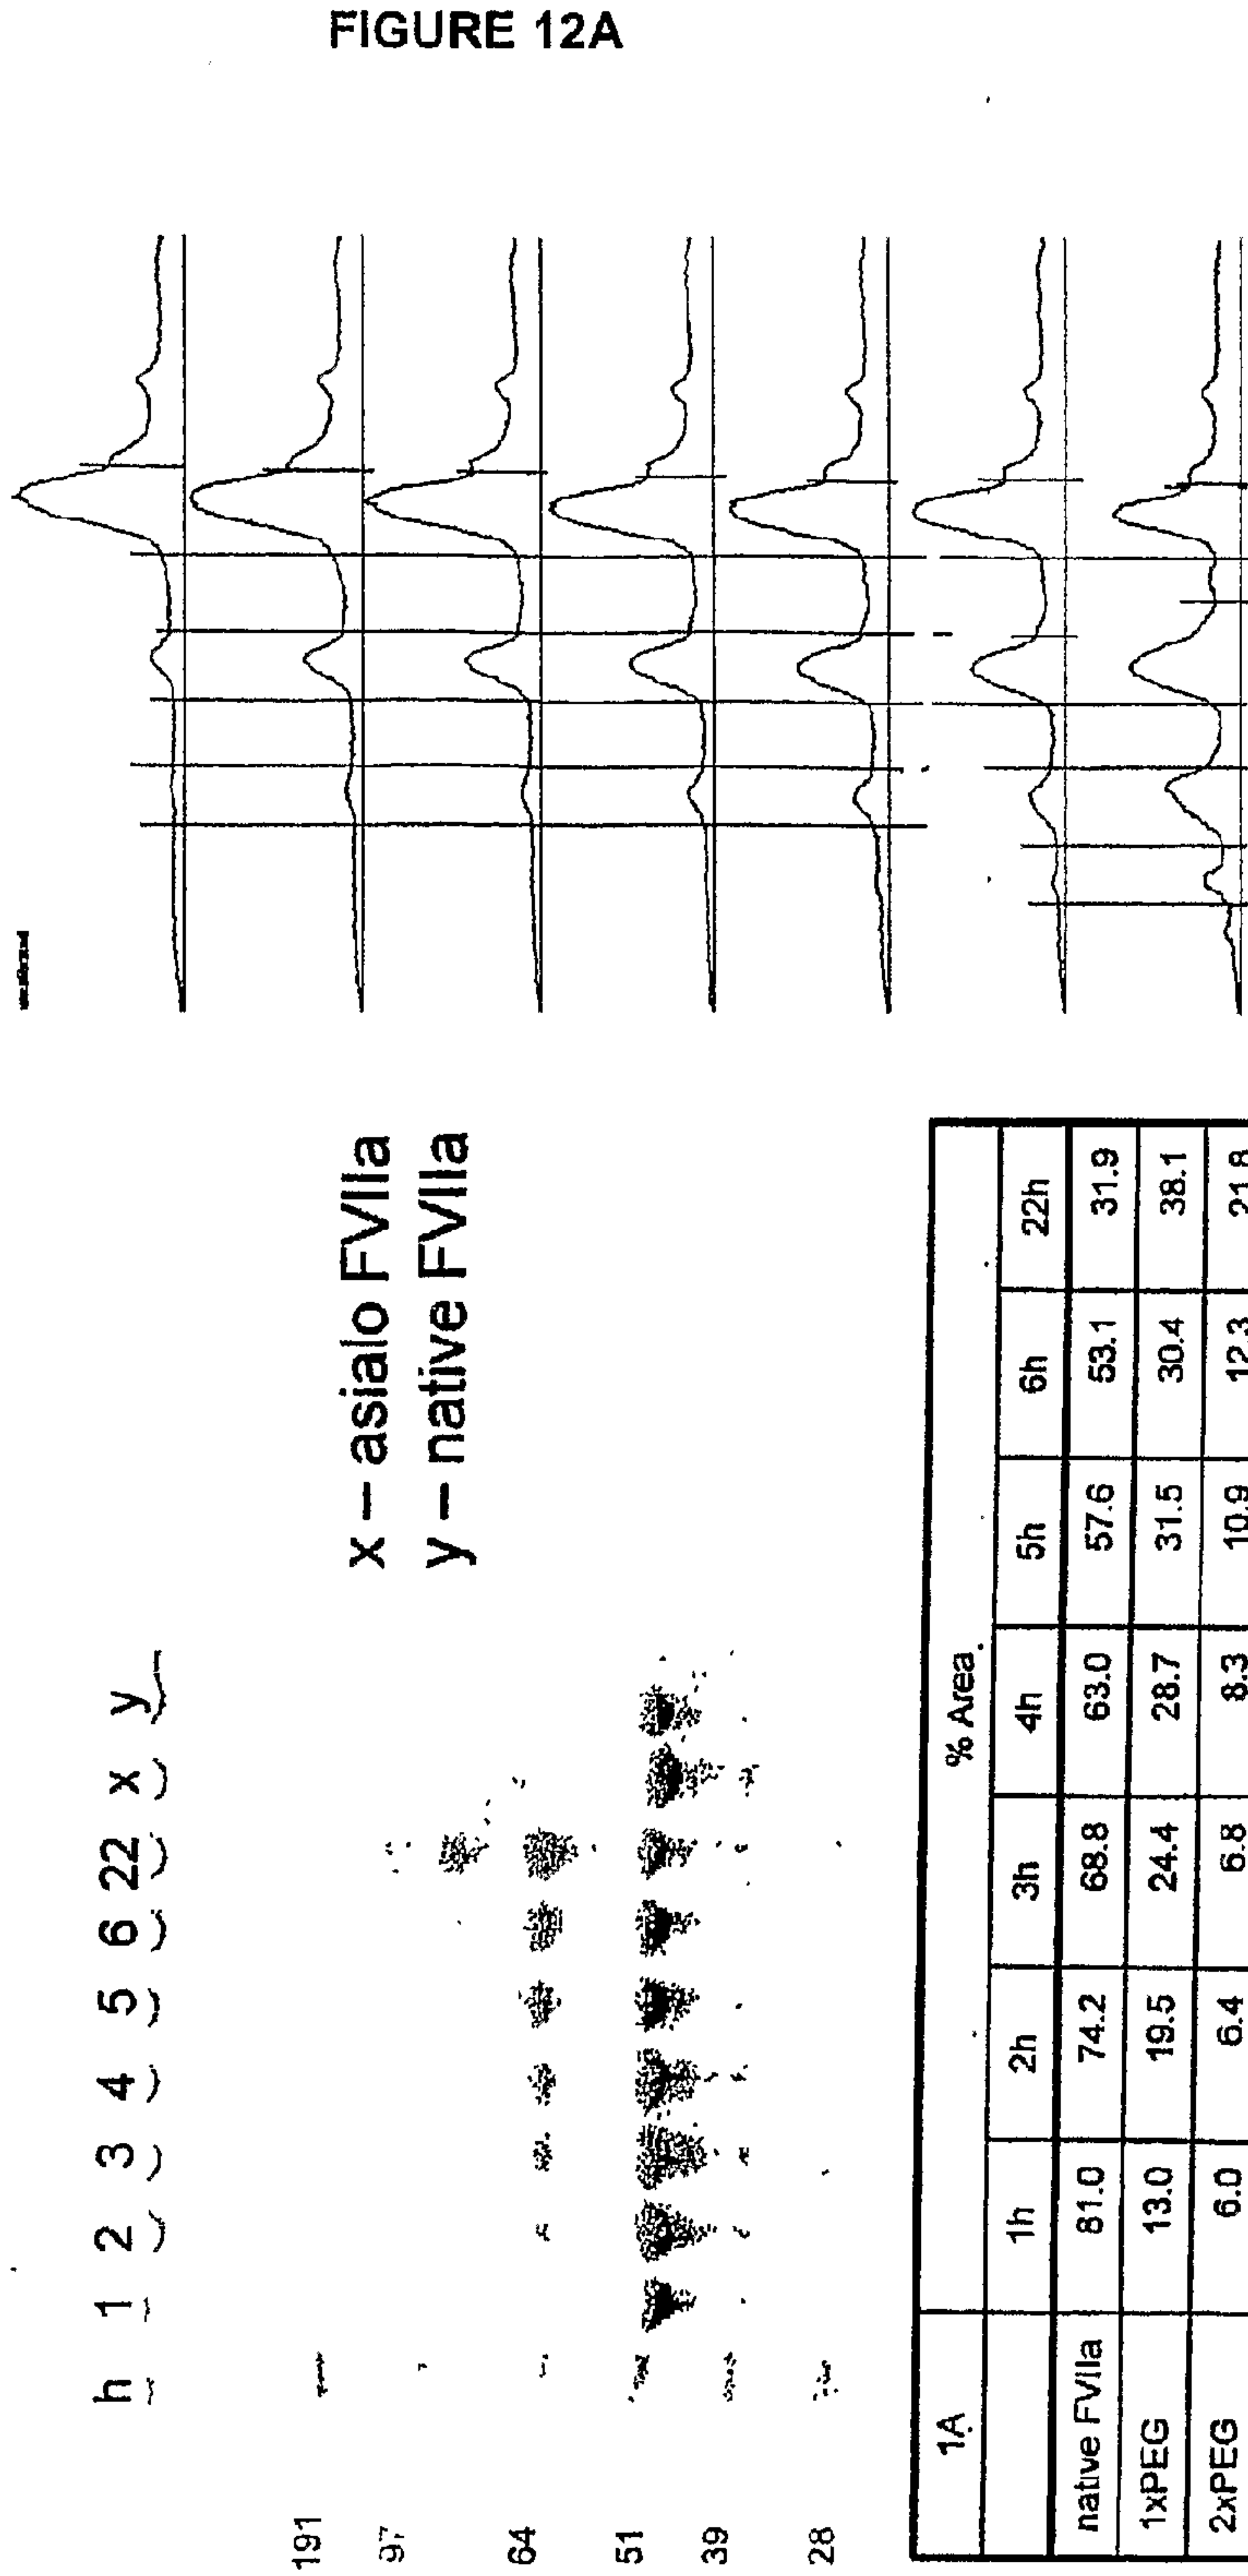 FIGURE 12A
h 1 2 3 4 5 6 22 x y
191
97
64
51
39
28
x – asialo FVIIa
y – native FVIIa
1A % Area
1h 2h 3h 4h 5h 6h 22h
native FVIIa 81.0 74.2 68.8 63.0 57.6 53.1 31.9
1xPEG 13.0 19.5 24.4 28.7 31.5 30.4 38.1
2xPEG 6.0 6.4 6.8 8.3 10.9 12.3 21.8